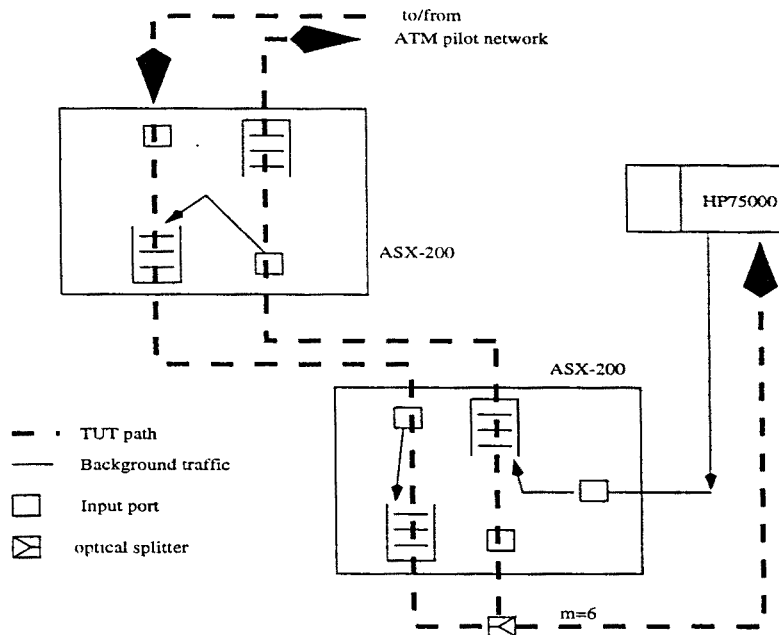 to/from
ATM pilot network
HP75000
ASX-200
ASX-200
TUT path
Background traffic
Input port
optical splitter
m=6